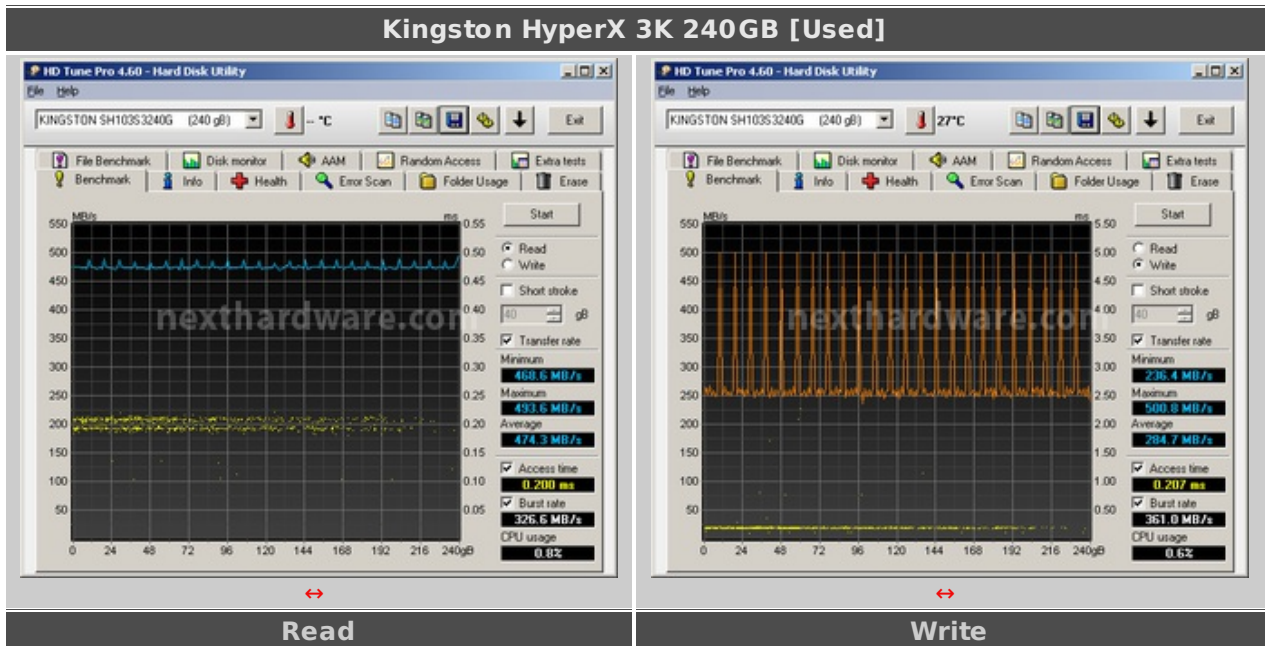 Kingston HyperX 3K 240GB [Used]
HD Tune Pro 4.60 - Hard Disk Utility
File Help
KINGSTON SH103S3240G (240 gB)
-- °C
Exit
File Benchmark Disk monitor AAM Random Access Extra tests
Benchmark Info Health Error Scan Folder Usage Erase
MB/s
ms
550
500
450
400
350
300
250
200
150
100
50
0.55
0.50
0.45
0.40
0.35
0.30
0.25
0.20
0.15
0.10
0.05
0 24 48 72 96 120 144 168 192 216 240gB
nexthardware.com
Start
Read
Write
Short stroke
40 gB
Transfer rate
Minimum
468.6 MB/s
Maximum
493.6 MB/s
Average
474.3 MB/s
Access time
0.200 ms
Burst rate
326.6 MB/s
CPU usage
0.8%
↔
Read
HD Tune Pro 4.60 - Hard Disk Utility
File Help
KINGSTON SH103S3240G (240 gB)
27°C
Exit
File Benchmark Disk monitor AAM Random Access Extra tests
Benchmark Info Health Error Scan Folder Usage Erase
MB/s
ms
550
500
450
400
350
300
250
200
150
100
50
5.50
5.00
4.50
4.00
3.50
3.00
2.50
2.00
1.50
1.00
0.50
0 24 48 72 96 120 144 168 192 216 240gB
nexthardware.com
Start
Read
Write
Short stroke
40 gB
Transfer rate
Minimum
236.4 MB/s
Maximum
500.8 MB/s
Average
284.7 MB/s
Access time
0.207 ms
Burst rate
361.0 MB/s
CPU usage
0.6%
↔
Write